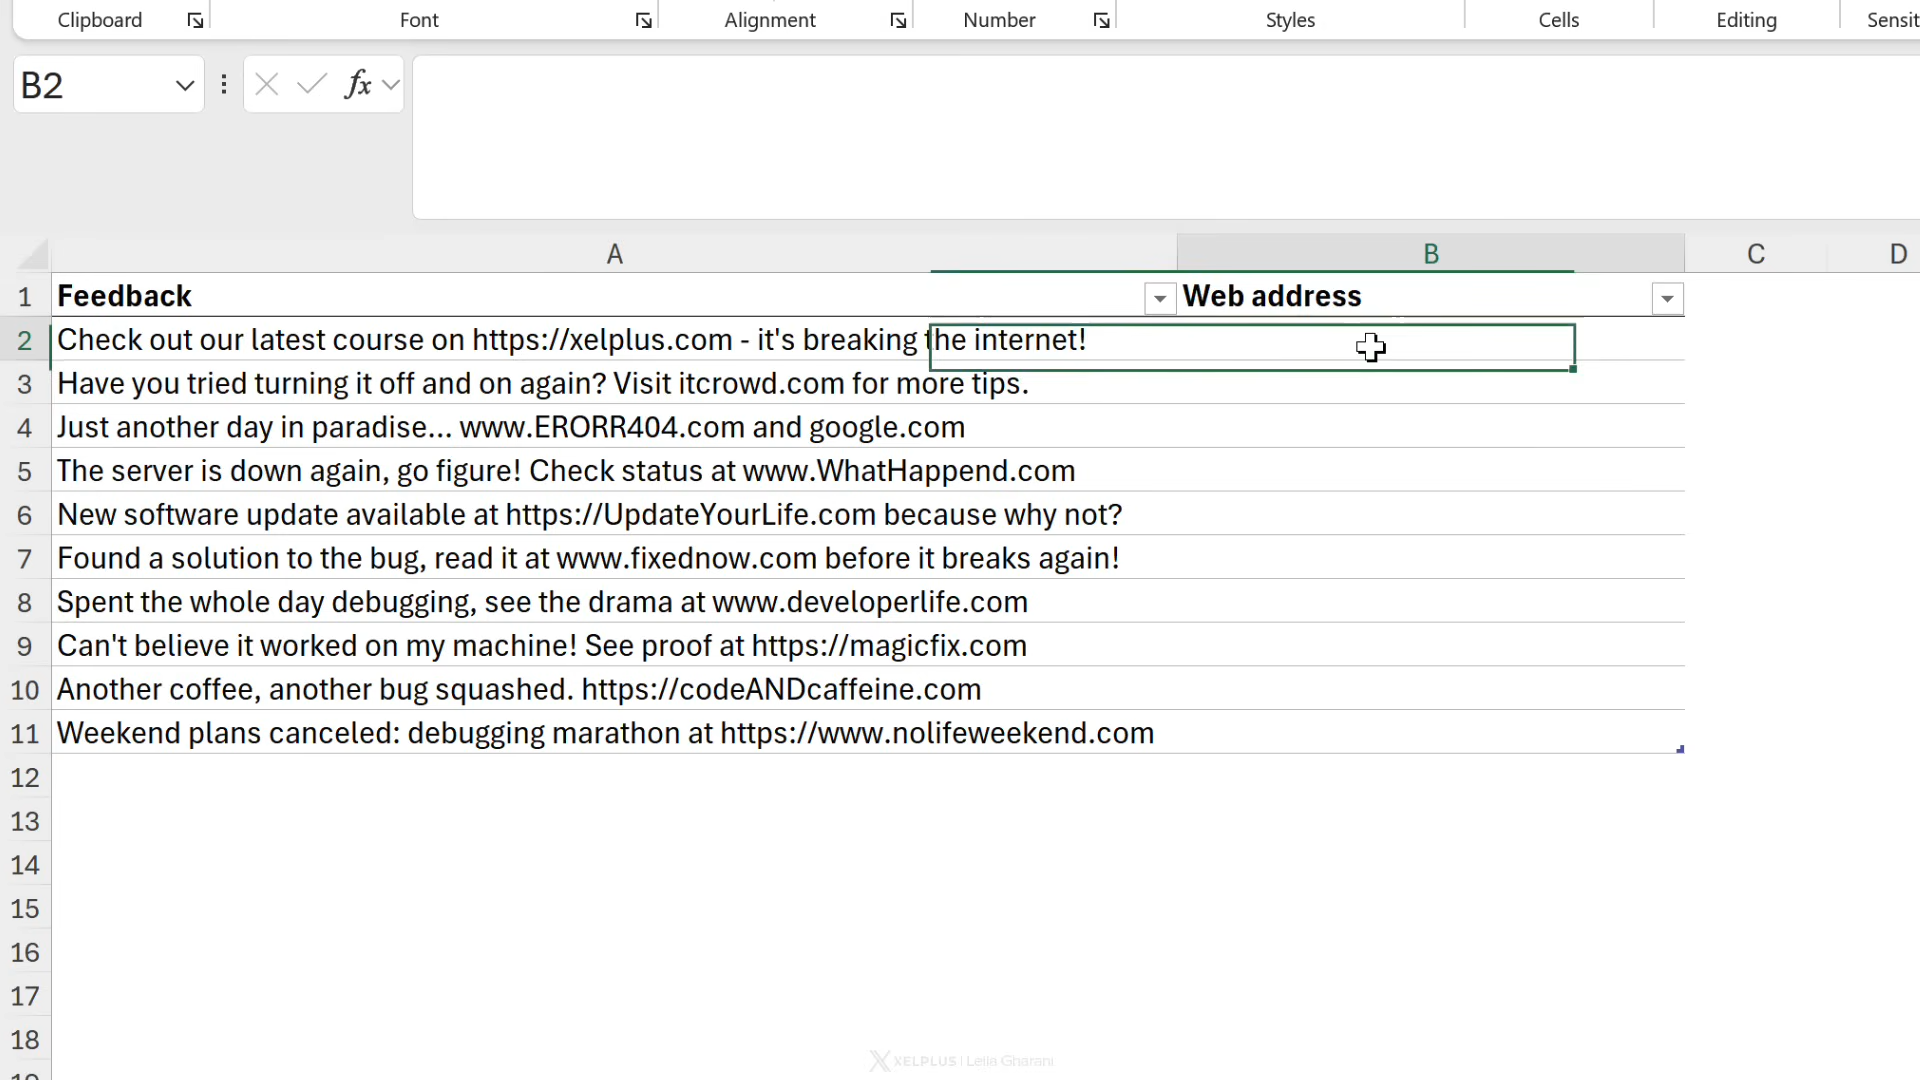 Clipboard Font Alignment Number Styles Cells Editing Sensit
B2 fx
A B C D
1 Feedback Web address
2 Check out our latest course on https://xelplus.com - it's breaking the internet!
3 Have you tried turning it off and on again? Visit itcrowd.com for more tips.
4 Just another day in paradise... www.ERORR404.com and google.com
5 The server is down again, go figure! Check status at www.WhatHappend.com
6 New software update available at https://UpdateYourLife.com because why not?
7 Found a solution to the bug, read it at www.fixednow.com before it breaks again!
8 Spent the whole day debugging, see the drama at www.developerlife.com
9 Can't believe it worked on my machine! See proof at https://magicfix.com
10 Another coffee, another bug squashed. https://codeANDcaffeine.com
11 Weekend plans canceled: debugging marathon at https://www.nolifeweekend.com
12
13
14
15
16
17
18
XELPLUS | Leila Gharani